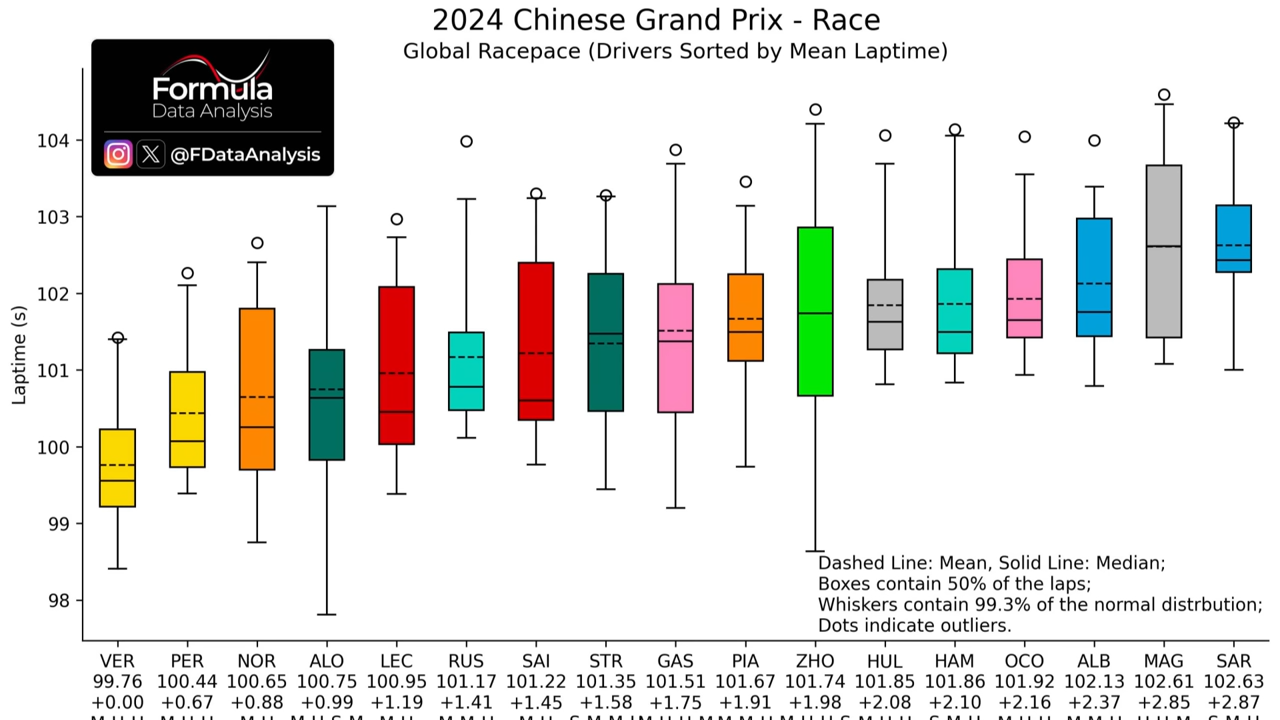 2024 Chinese Grand Prix - Race
Global Racepace (Drivers Sorted by Mean Laptime)
Formula
Data Analysis
@FDataAnalysis
Laptime (s)
104
103
102
101
100
99
98
Dashed Line: Mean, Solid Line: Median;
Boxes contain 50% of the laps;
Whiskers contain 99.3% of the normal distrbution;
Dots indicate outliers.
VER PER NOR ALO LEC RUS SAI STR GAS PIA ZHO HUL HAM OCO ALB MAG SAR
99.76 100.44 100.65 100.75 100.95 101.17 101.22 101.35 101.51 101.67 101.74 101.85 101.86 101.92 102.13 102.61 102.63
+0.00 +0.67 +0.88 +0.99 +1.19 +1.41 +1.45 +1.58 +1.75 +1.91 +1.98 +2.08 +2.10 +2.16 +2.37 +2.85 +2.87